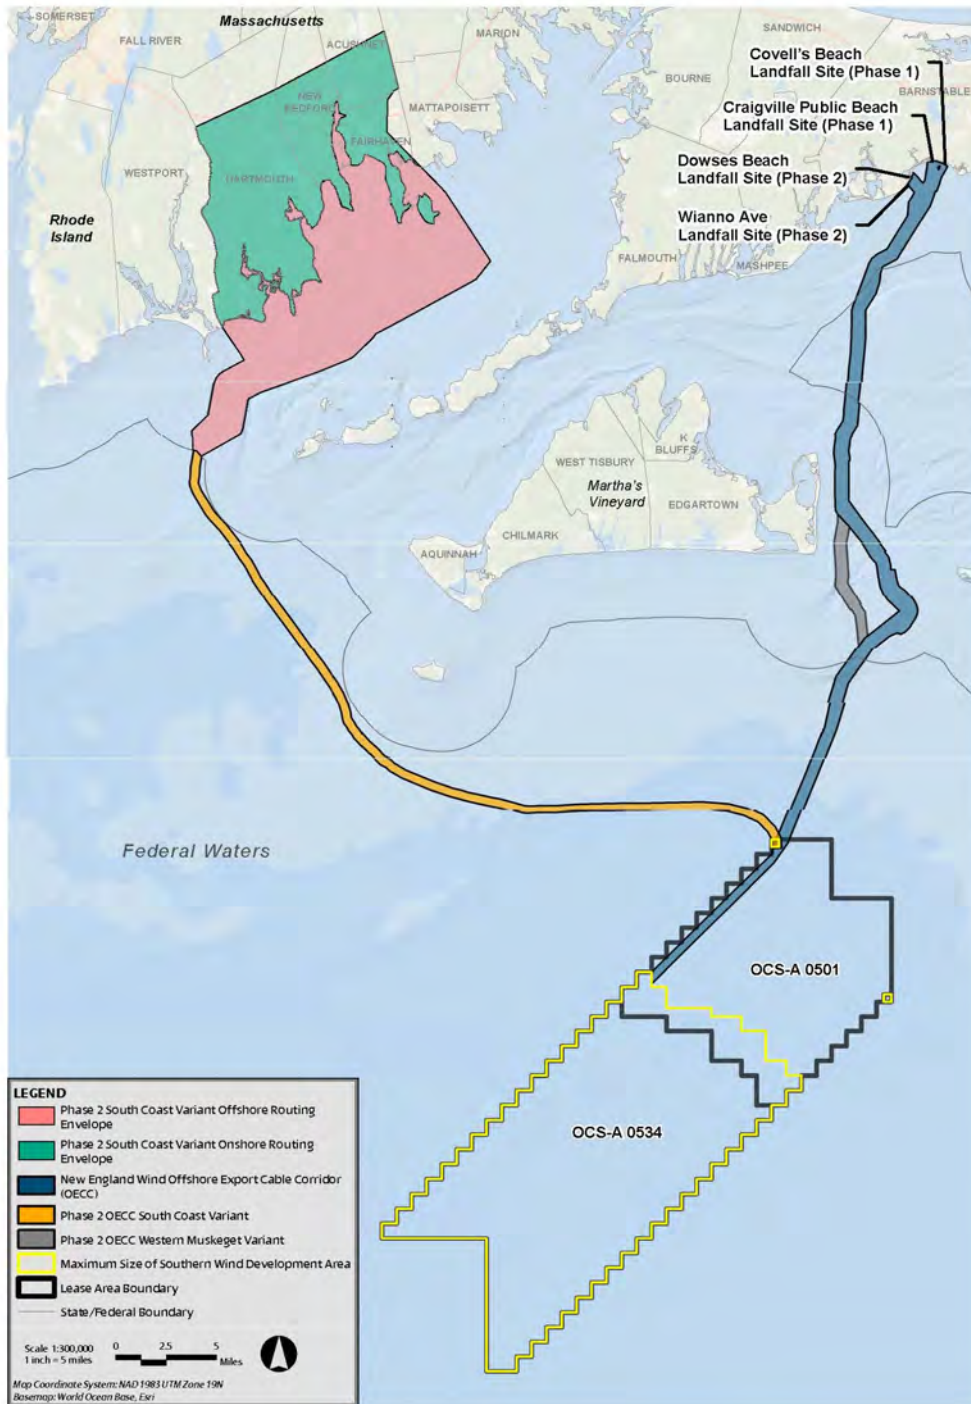 SOMERSET
Massachusetts
FALL RIVER
ACUSHNET
MARION
SANDWICH
Covell's Beach
Landfall Site (Phase 1)
BOURNE
BARNSTABLE
NEW
BEDFORD
MATTAPOISETT
Craigville Public Beach
Landfall Site (Phase 1)
FAIRHAVEN
WESTPORT
DARTMOUTH
Dowses Beach
Landfall Site (Phase 2)
Rhode
Island
Wianno Ave
Landfall Site (Phase 2)
FALMOUTH
MASHPEE
K
BLUFFS
WEST TISBURY
Martha's
Vineyard
EDGARTOWN
CHILMARK
AQUINNAH
Federal Waters
OCS-A 0501
OCS-A 0534
LEGEND
Phase 2 South Coast Variant Offshore Routing
Envelope
Phase 2 South Coast Variant Onshore Routing
Envelope
New England Wind Offshore Export Cable Corridor
(OECC)
Phase 2 OECC South Coast Variant
Phase 2 OECC Western Muskeget Variant
Maximum Size of Southern Wind Development Area
Lease Area Boundary
State/Federal Boundary
Scale 1:300,000
1 inch = 5 miles
0 2.5 5
Miles
Map Coordinate System: NAD 1983 UTM Zone 19N
Basemap: World Ocean Base, Esri